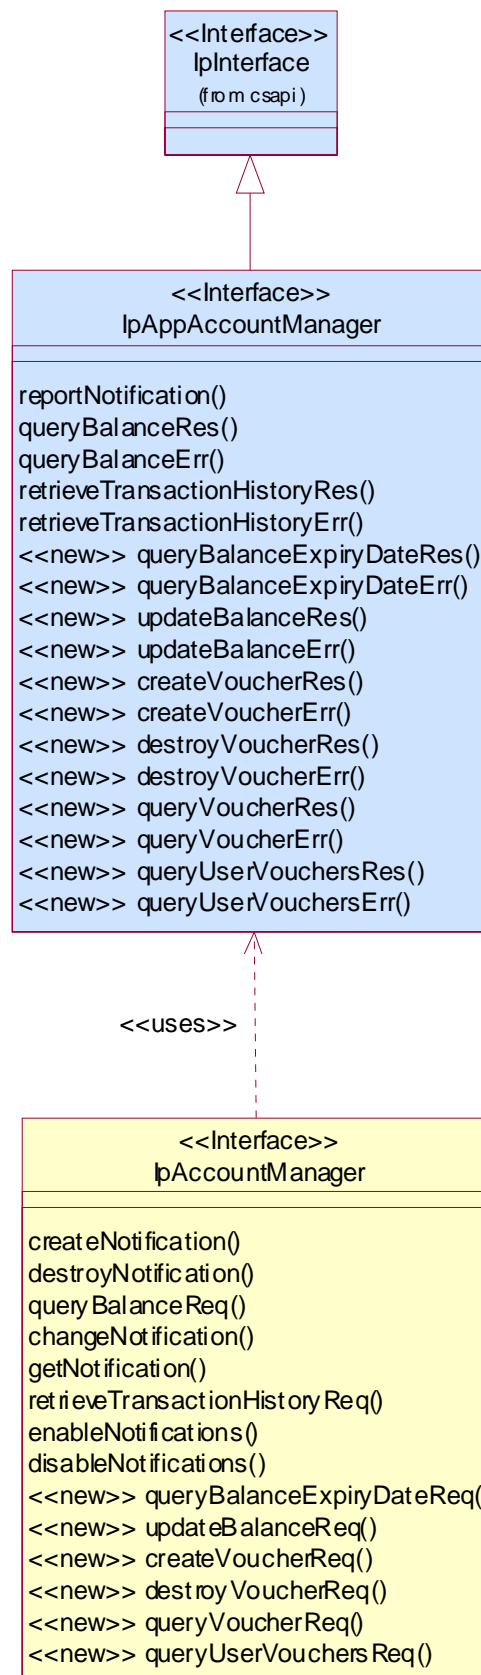 <<Interface>>
IpInterface
(from csapi)
<<Interface>>
IpAppAccountManager
reportNotification()
queryBalanceRes()
queryBalanceErr()
retrieveTransactionHistoryRes()
retrieveTransactionHistoryErr()
<<new>> queryBalanceExpiryDateRes()
<<new>> queryBalanceExpiryDateErr()
<<new>> updateBalanceRes()
<<new>> updateBalanceErr()
<<new>> createVoucherRes()
<<new>> createVoucherErr()
<<new>> destroyVoucherRes()
<<new>> destroyVoucherErr()
<<new>> queryVoucherRes()
<<new>> queryVoucherErr()
<<new>> queryUserVouchersRes()
<<new>> queryUserVouchersErr()
<<uses>>
<<Interface>>
IpAccountManager
createNotification()
destroyNotification()
queryBalanceReq()
changeNotification()
getNotification()
retrieveTransactionHistoryReq()
enableNotifications()
disableNotifications()
<<new>> queryBalanceExpiryDateReq(
<<new>> updateBalanceReq()
<<new>> createVoucherReq()
<<new>> destroyVoucherReq()
<<new>> queryVoucherReq()
<<new>> queryUserVouchersReq()